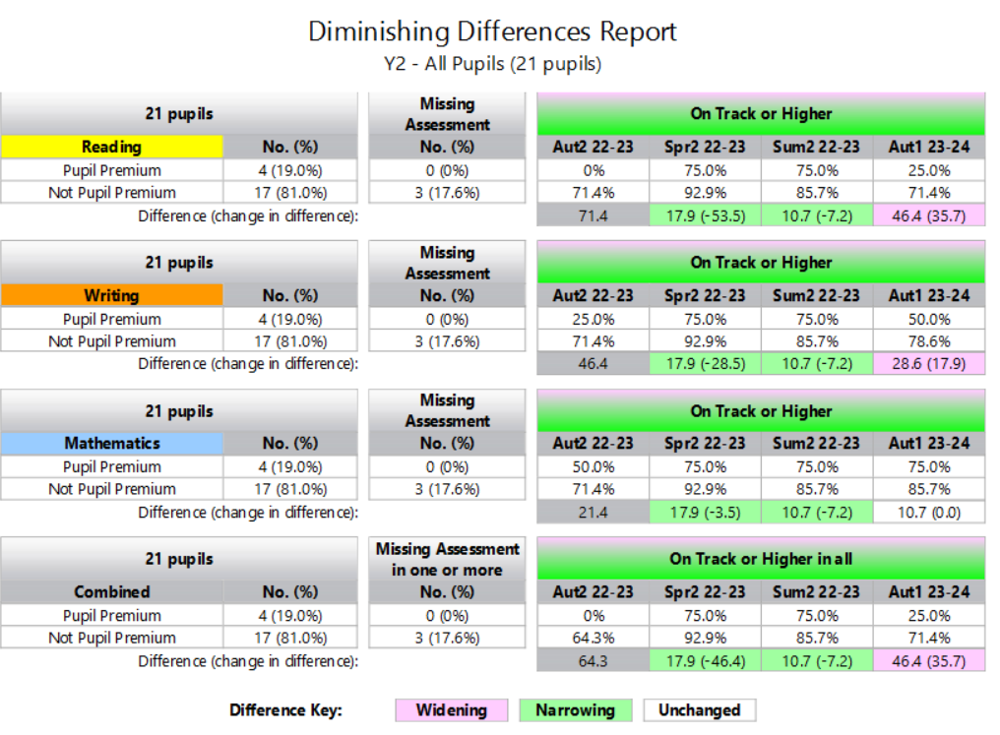 Diminishing Differences Report
Y2 - All Pupils (21 pupils)
21 pupils Missing Assessment On Track or Higher
Reading No. (%) No. (%) Aut2 22-23 Spr2 22-23 Sum2 22-23 Aut1 23-24
Pupil Premium 4 (19.0%) 0 (0%) 0% 75.0% 75.0% 25.0%
Not Pupil Premium 17 (81.0%) 3 (17.6%) 71.4% 92.9% 85.7% 71.4%
Difference (change in difference): 71.4 17.9 (-53.5) 10.7 (-7.2) 46.4 (35.7)
21 pupils Missing Assessment On Track or Higher
Writing No. (%) No. (%) Aut2 22-23 Spr2 22-23 Sum2 22-23 Aut1 23-24
Pupil Premium 4 (19.0%) 0 (0%) 25.0% 75.0% 75.0% 50.0%
Not Pupil Premium 17 (81.0%) 3 (17.6%) 71.4% 92.9% 85.7% 78.6%
Difference (change in difference): 46.4 17.9 (-28.5) 10.7 (-7.2) 28.6 (17.9)
21 pupils Missing Assessment On Track or Higher
Mathematics No. (%) No. (%) Aut2 22-23 Spr2 22-23 Sum2 22-23 Aut1 23-24
Pupil Premium 4 (19.0%) 0 (0%) 50.0% 75.0% 75.0% 75.0%
Not Pupil Premium 17 (81.0%) 3 (17.6%) 71.4% 92.9% 85.7% 85.7%
Difference (change in difference): 21.4 17.9 (-3.5) 10.7 (-7.2) 10.7 (0.0)
21 pupils Missing Assessment in one or more On Track or Higher in all
Combined No. (%) No. (%) Aut2 22-23 Spr2 22-23 Sum2 22-23 Aut1 23-24
Pupil Premium 4 (19.0%) 0 (0%) 0% 75.0% 75.0% 25.0%
Not Pupil Premium 17 (81.0%) 3 (17.6%) 64.3% 92.9% 85.7% 71.4%
Difference (change in difference): 64.3 17.9 (-46.4) 10.7 (-7.2) 46.4 (35.7)
Difference Key: Widening Narrowing Unchanged